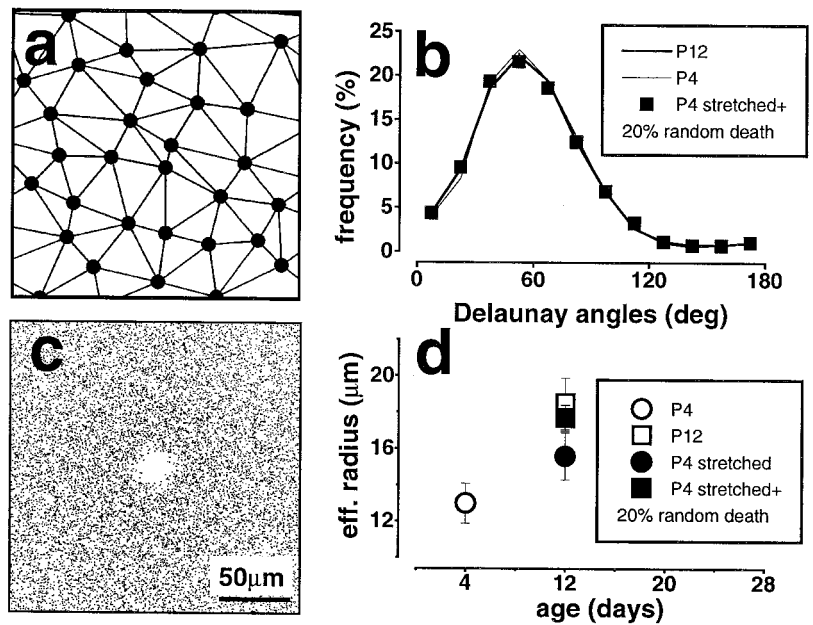 a
b
25
20
15
10
5
0
frequency (%)
P12
P4
P4 stretched+
20% random death
0 60 120 180
Delaunay angles (deg)
c
50μm
d
20
16
12
eff. radius (μm)
P4
P12
P4 stretched
P4 stretched+
20% random death
4 12 20 28
age (days)